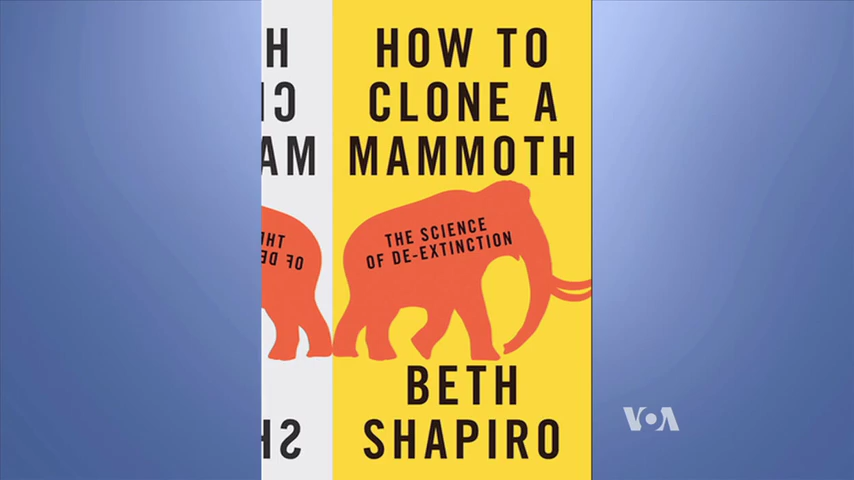 HOW TO
CLONE A
MAMMOTH
THE SCIENCE
OF DE-EXTINCTION
BETH
SHAPIRO
VOA